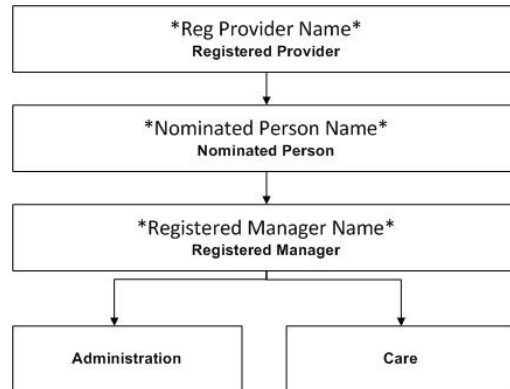 *Reg Provider Name*
Registered Provider
*Nominated Person Name*
Nominated Person
*Registered Manager Name*
Registered Manager
Administration
Care